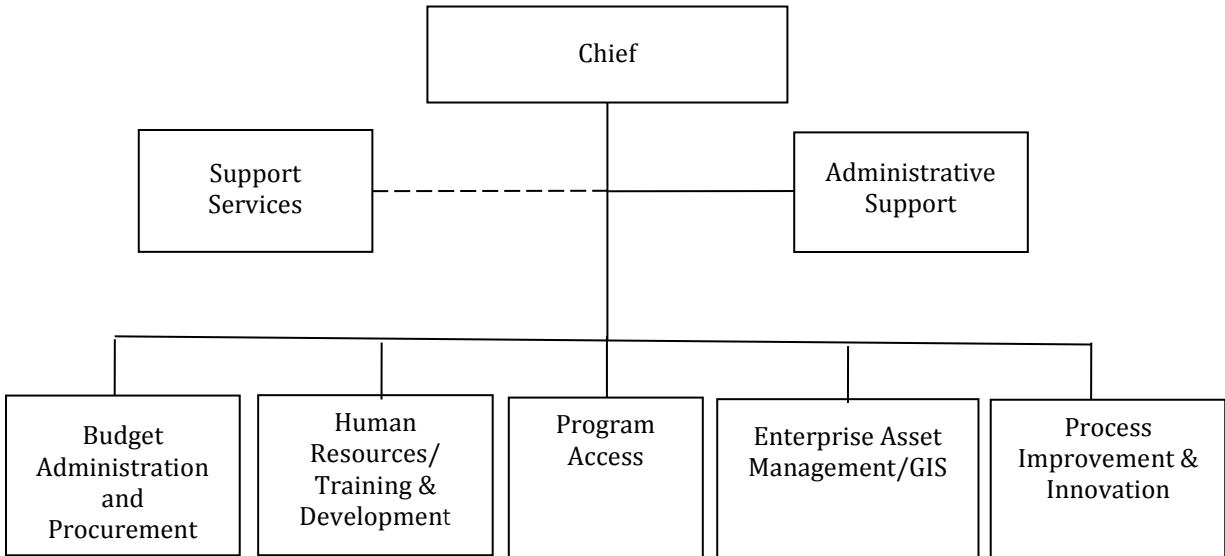 Chief
Support
Services
Administrative
Support
Budget
Administration
and
Procurement
Human
Resources/
Training &
Development
Program
Access
Enterprise Asset
Management/GIS
Process
Improvement &
Innovation